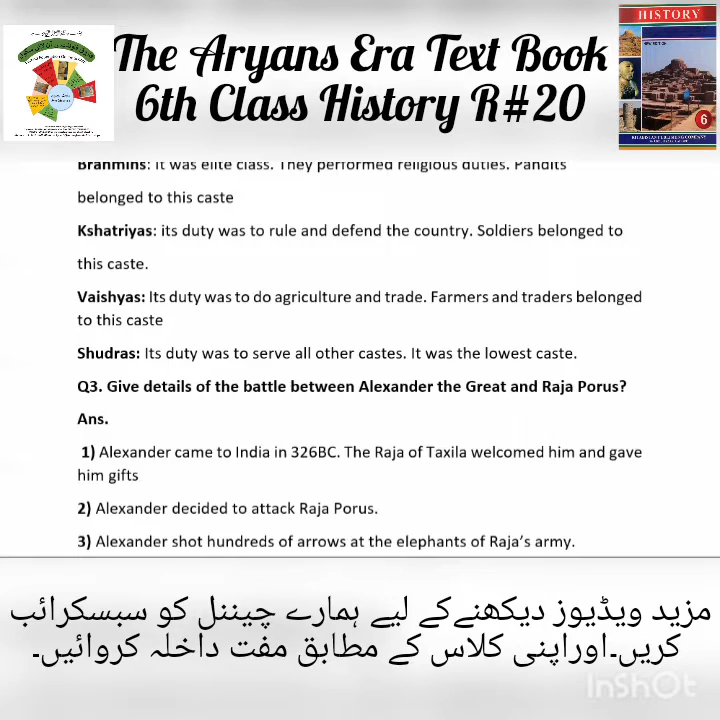 The Aryans Era Text Book
6th Class History R#20
HISTORY
6
Brahmins: It was elite class. They performed religious duties. Pandits
belonged to this caste
Kshatriyas: its duty was to rule and defend the country. Soldiers belonged to
this caste.
Vaishyas: Its duty was to do agriculture and trade. Farmers and traders belonged
to this caste
Shudras: Its duty was to serve all other castes. It was the lowest caste.
Q3. Give details of the battle between Alexander the Great and Raja Porus?
Ans.
1) Alexander came to India in 326BC. The Raja of Taxila welcomed him and gave
him gifts
2) Alexander decided to attack Raja Porus.
3) Alexander shot hundreds of arrows at the elephants of Raja’s army.
مزید ویڈیوز دیکھنےکے لیے ہمارے چیننل کو سبسکرائب
کریں۔اوراپنی کلاس کے مطابق مفت داخلہ کروائیں۔
InShOt